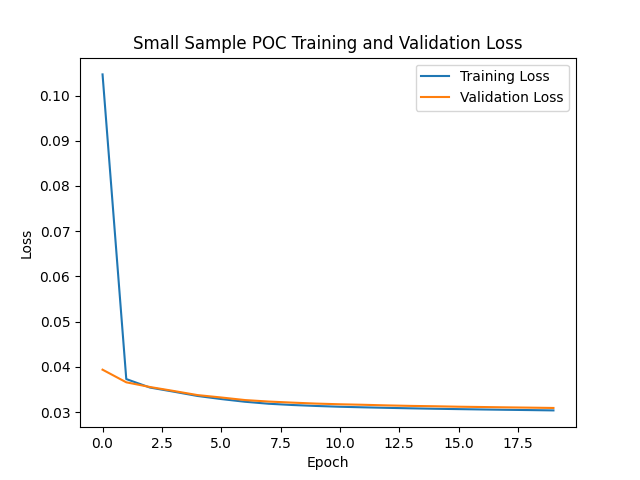 Small Sample POC Training and Validation Loss
Training Loss
Validation Loss
0.10
0.09
0.08
0.07
0.06
0.05
0.04
0.03
Loss
0.0 2.5 5.0 7.5 10.0 12.5 15.0 17.5
Epoch